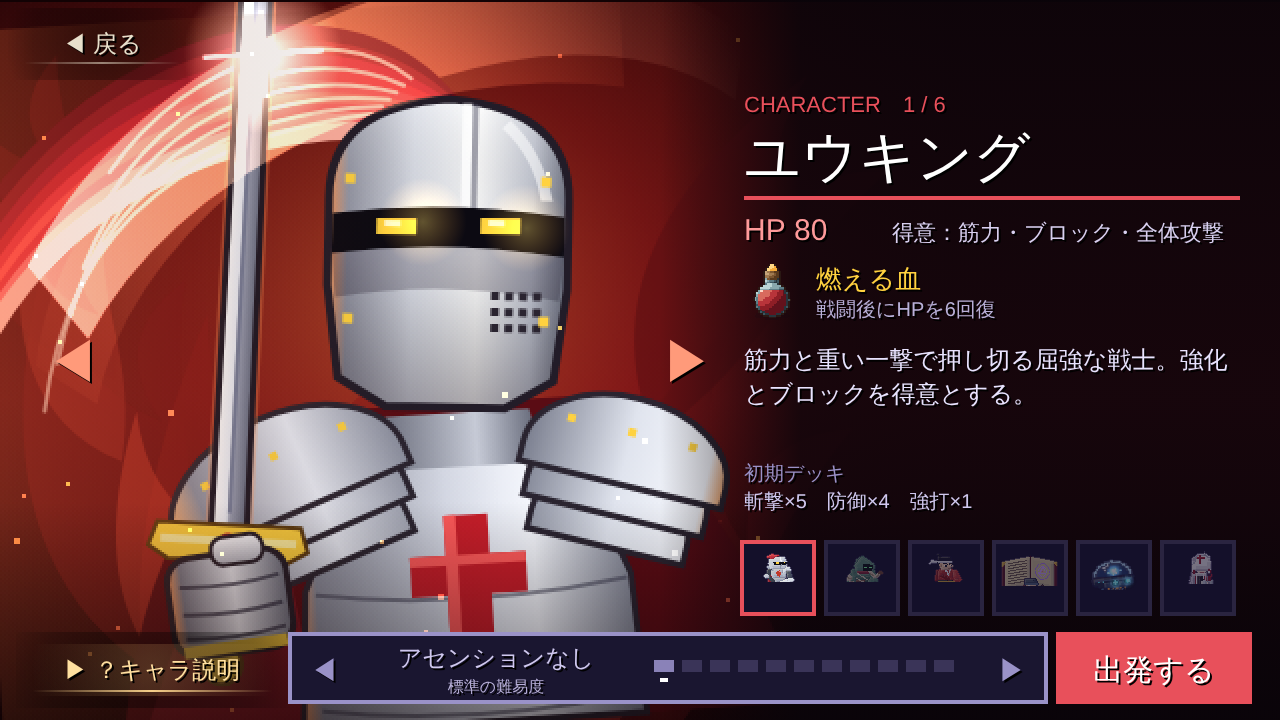 戻る
CHARACTER 1 / 6
ユウキング
HP 80 得意：筋力・ブロック・全体攻撃
燃える血
戦闘後にHPを6回復
筋力と重い一撃で押し切る屈強な戦士。強化
とブロックを得意とする。
初期デッキ
斬撃×5 防御×4 強打×1
？キャラ説明
アセンションなし
標準の難易度
出発する